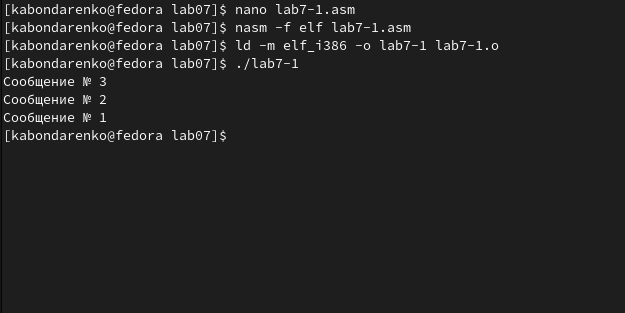 [kabondarenko@fedora lab07]$ nano lab7-1.asm
[kabondarenko@fedora lab07]$ nasm -f elf lab7-1.asm
[kabondarenko@fedora lab07]$ ld -m elf_i386 -o lab7-1 lab7-1.o
[kabondarenko@fedora lab07]$ ./lab7-1
Сообщение № 3
Сообщение № 2
Сообщение № 1
[kabondarenko@fedora lab07]$